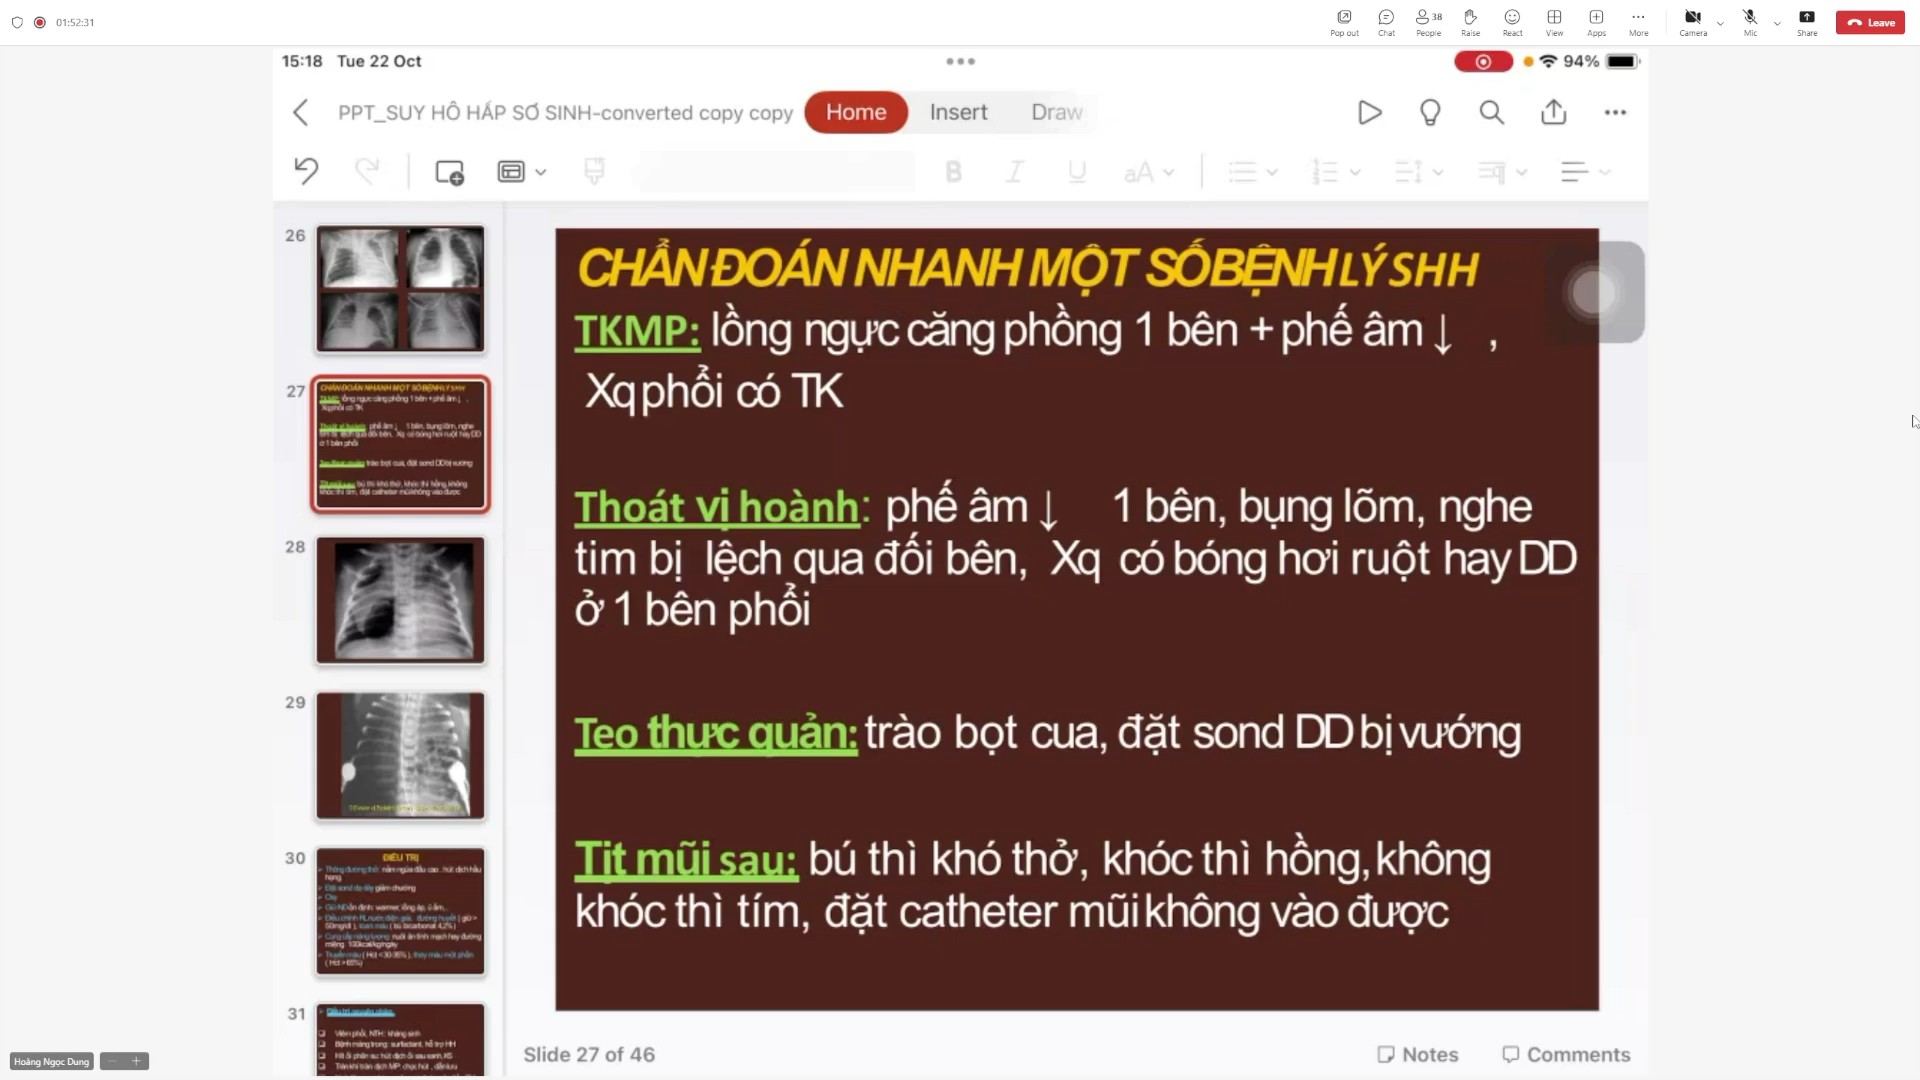 01:52:31
Pop out
Chat
38
People
Raise
React
View
Apps
More
Camera
Mic
Share
Leave
15:18 Tue 22 Oct
94%
PPT_SUY HÔ HẤP SƠ SINH-converted copy copy
Home
Insert
Draw
B I U aA
26
27
28
29
30
ĐIỀU TRỊ
31
CHẨN ĐOÁN NHANH MỘT SỐ BỆNH LÝ SHH
TKMP: lồng ngực căng phồng 1 bên + phế âm ↓ ,
Xq phổi có TK
Thoát vị hoành: phế âm ↓ 1 bên, bụng lõm, nghe
tim bị lệch qua đối bên, Xq có bóng hơi ruột hay DD
ở 1 bên phổi
Teo thực quản: trào bọt cua, đặt sond DD bị vướng
Tịt mũi sau: bú thì khó thở, khóc thì hồng, không
khóc thì tím, đặt catheter mũi không vào được
Slide 27 of 46
Notes
Comments
Hoàng Ngọc Dung